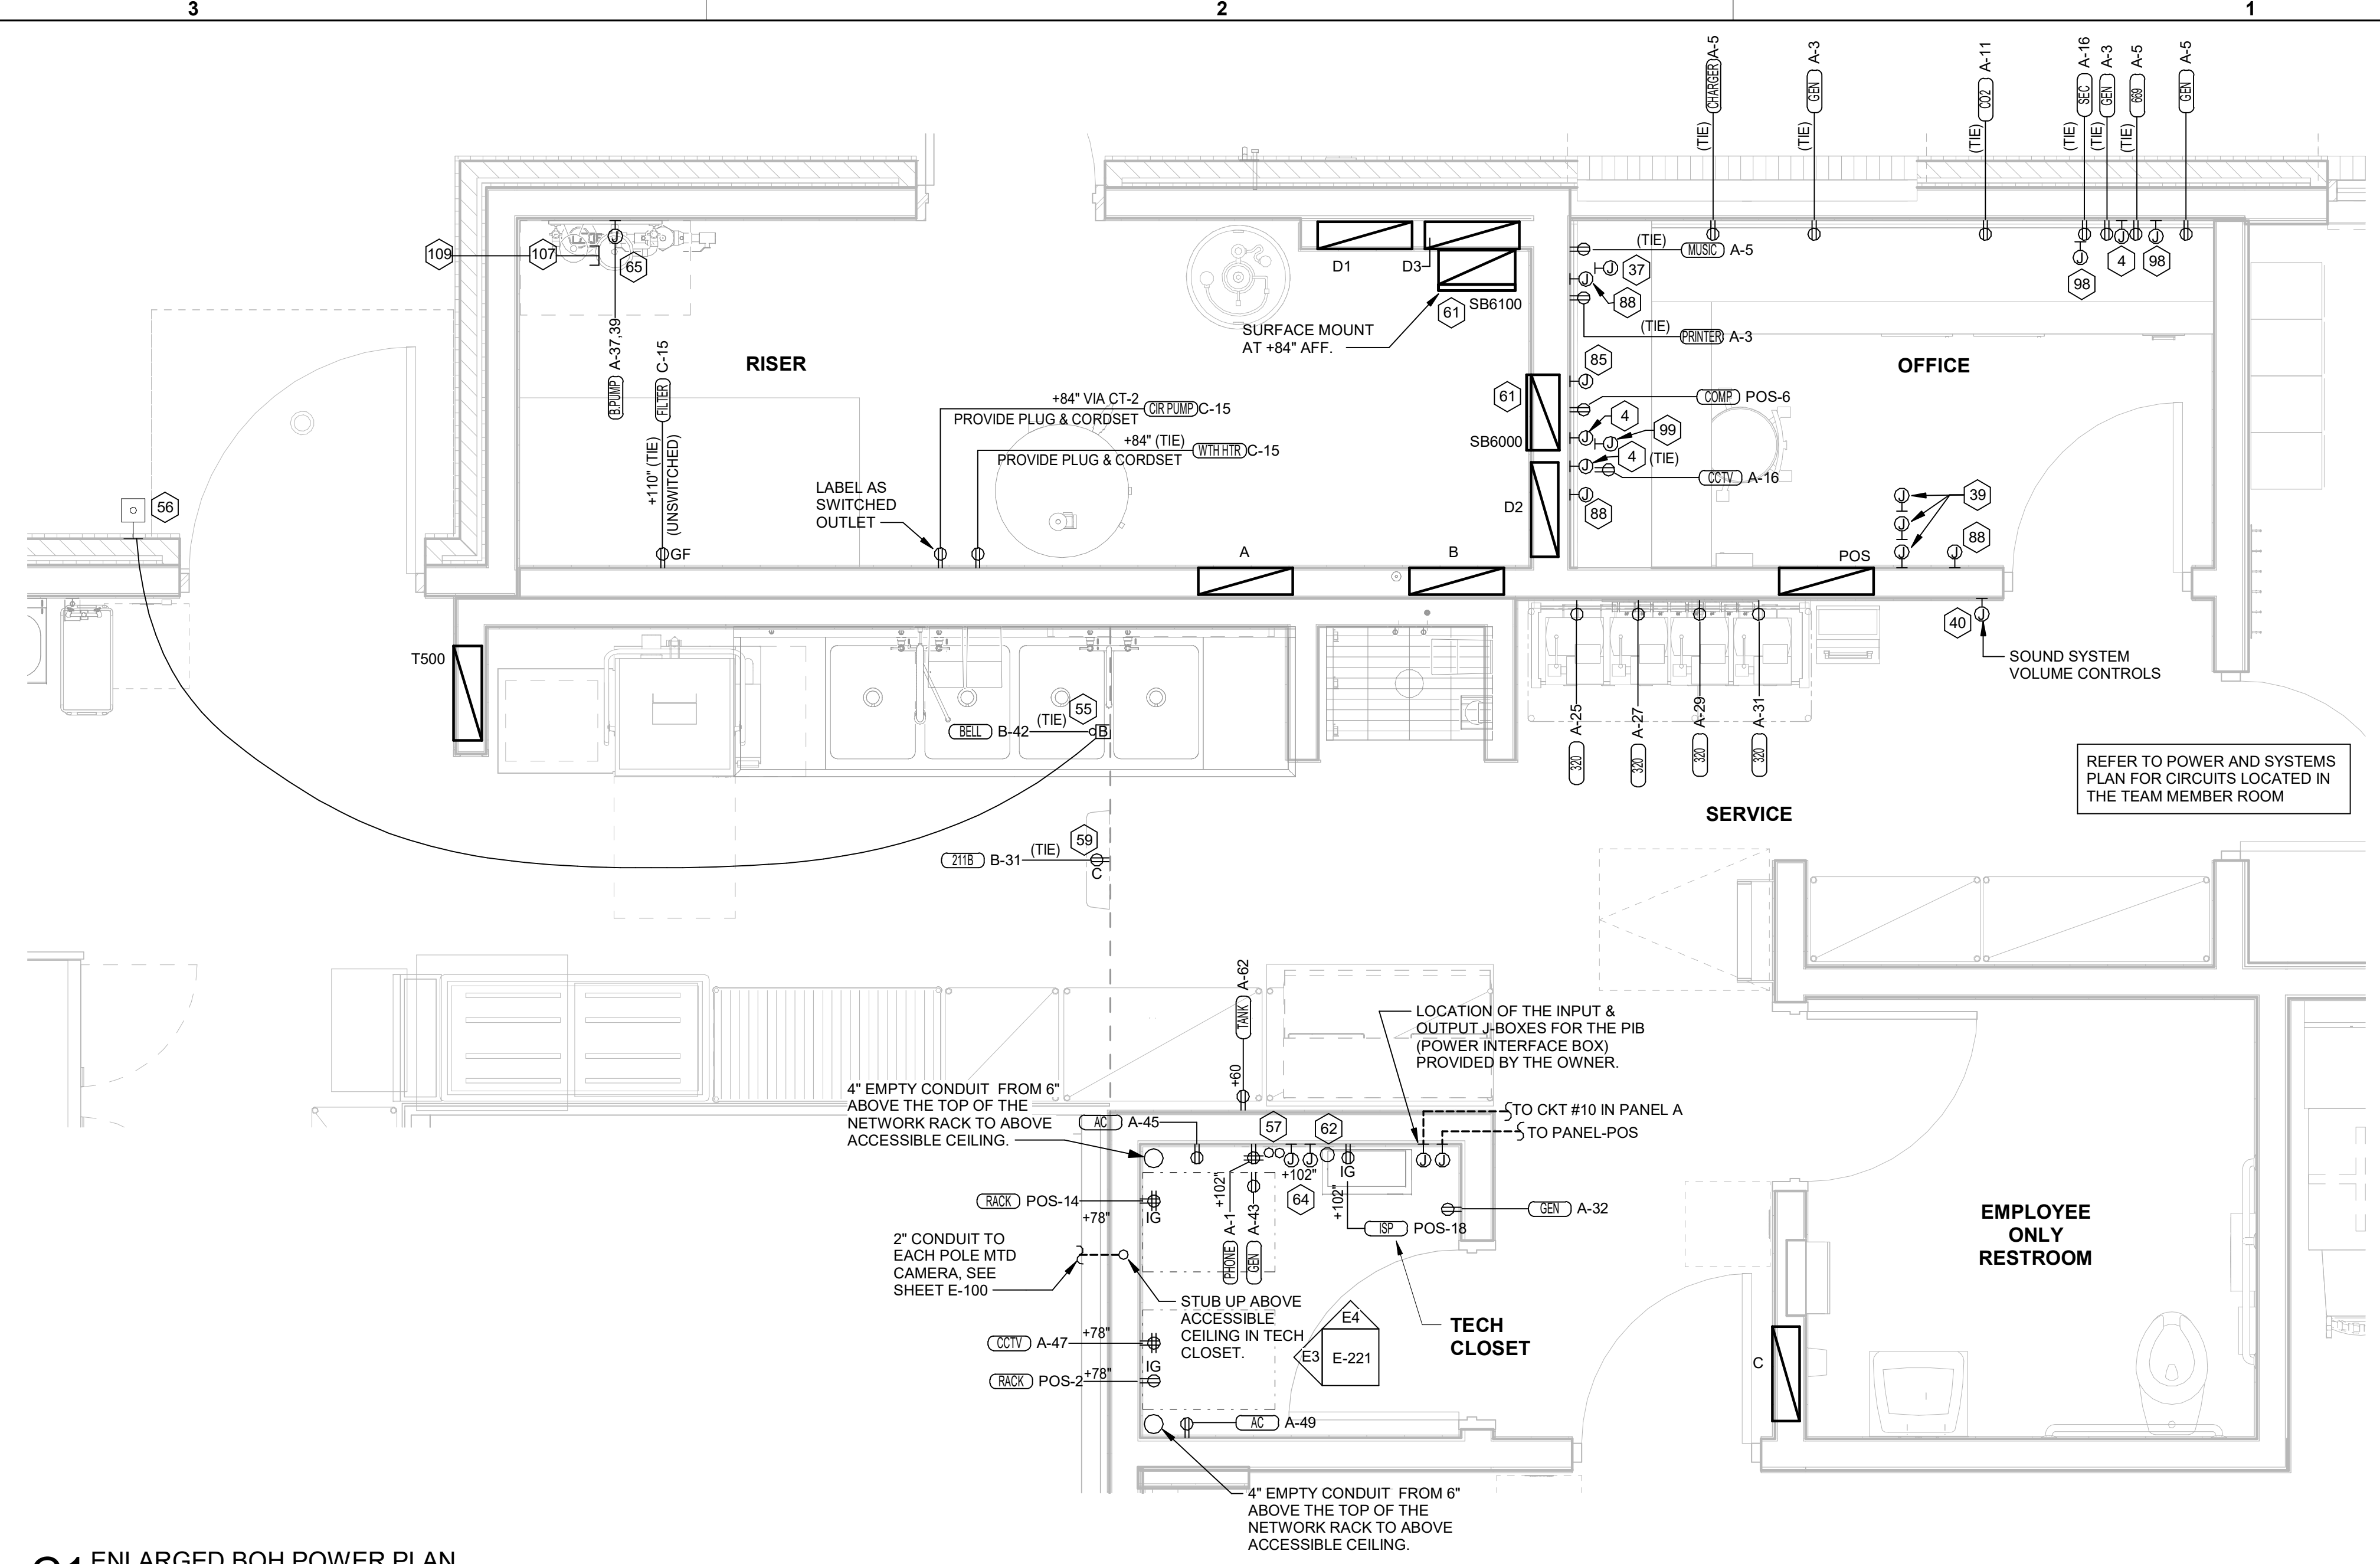 3
2
1
CHARGER A-5
(TIE)
GEN A-3
CO2 A-11
(TIE)
SEC A-16
(TIE)
GEN A-3
(TIE)
669 A-5
(TIE)
GEN A-5
109
107
J
65
B.PUMP A-37,39
FILTER C-15
+110" (TIE)
(UNSWITCHED)
GF
RISER
D1
D3
SB6100
61
SURFACE MOUNT
AT +84" AFF.
+84" VIA CT-2
CIR PUMP C-15
PROVIDE PLUG & CORDSET
+84" (TIE)
WTH HTR C-15
PROVIDE PLUG & CORDSET
LABEL AS
SWITCHED
OUTLET
A
B
61
SB6000
D2
(TIE)
MUSIC A-5
J
37
J
88
(TIE)
PRINTER A-3
85
J
COMP POS-6
4
J
J
99
J
4
(TIE)
CCTV A-16
J
88
J
98
J
4
J
98
OFFICE
J
J
J
39
J
88
POS
40
J
SOUND SYSTEM
VOLUME CONTROLS
56
T500
55
(TIE)
BELL B-42
B
320 A-25
320 A-27
320 A-29
320 A-31
REFER TO POWER AND SYSTEMS
PLAN FOR CIRCUITS LOCATED IN
THE TEAM MEMBER ROOM
SERVICE
59
(TIE)
211B B-31
C
TANK A-62
+60
LOCATION OF THE INPUT &
OUTPUT J-BOXES FOR THE PIB
(POWER INTERFACE BOX)
PROVIDED BY THE OWNER.
4" EMPTY CONDUIT FROM 6"
ABOVE THE TOP OF THE
NETWORK RACK TO ABOVE
ACCESSIBLE CEILING.
AC A-45
57
62
TO CKT #10 IN PANEL A
TO PANEL-POS
J
J
J
J
IG
+102"
64
+102"
+102"
PHONE A-1
GEN A-43
ISP POS-18
GEN A-32
RACK POS-14
+78"
IG
2" CONDUIT TO
EACH POLE MTD
CAMERA, SEE
SHEET E-100
STUB UP ABOVE
ACCESSIBLE
CEILING IN TECH
CLOSET.
E4
E3
E-221
TECH
CLOSET
CCTV A-47
+78"
IG
RACK POS-2
+78"
AC A-49
4" EMPTY CONDUIT FROM 6"
ABOVE THE TOP OF THE
NETWORK RACK TO ABOVE
ACCESSIBLE CEILING.
EMPLOYEE
ONLY
RESTROOM
C
ENLARGED BOH POWER PLAN